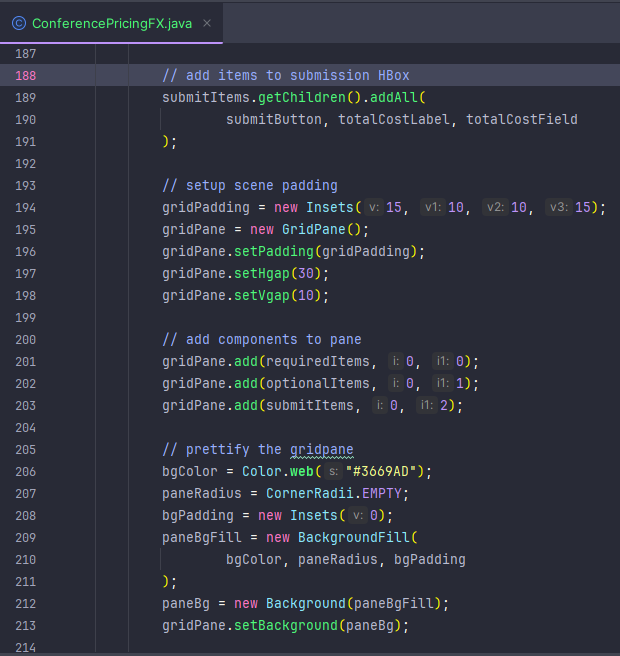 ConferencePricingFX.java
187
188 // add items to submission HBox
189 submitItems.getChildren().addAll(
190 submitButton, totalCostLabel, totalCostField
191 );
192
193 // setup scene padding
194 gridPadding = new Insets( v: 15, v1: 10, v2: 10, v3: 15);
195 gridPane = new GridPane();
196 gridPane.setPadding(gridPadding);
197 gridPane.setHgap(30);
198 gridPane.setVgap(10);
199
200 // add components to pane
201 gridPane.add(requiredItems, i: 0, i1: 0);
202 gridPane.add(optionalItems, i: 0, i1: 1);
203 gridPane.add(submitItems, i: 0, i1: 2);
204
205 // prettify the gridpane
206 bgColor = Color.web( s: "#3669AD");
207 paneRadius = CornerRadii.EMPTY;
208 bgPadding = new Insets( v: 0);
209 paneBgFill = new BackgroundFill(
210 bgColor, paneRadius, bgPadding
211 );
212 paneBg = new Background(paneBgFill);
213 gridPane.setBackground(paneBg);
214